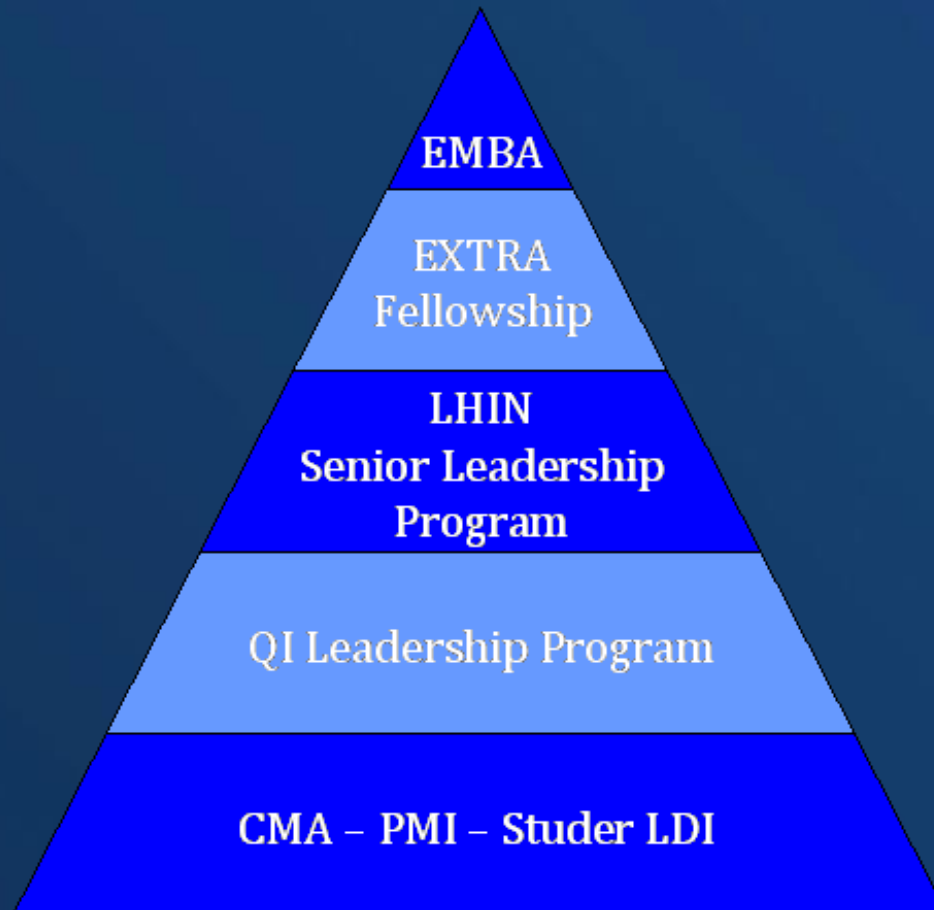 EMBA
EXTRA
Fellowship
LHIN
Senior Leadership
Program
QI Leadership Program
CMA – PMI – Studer LDI